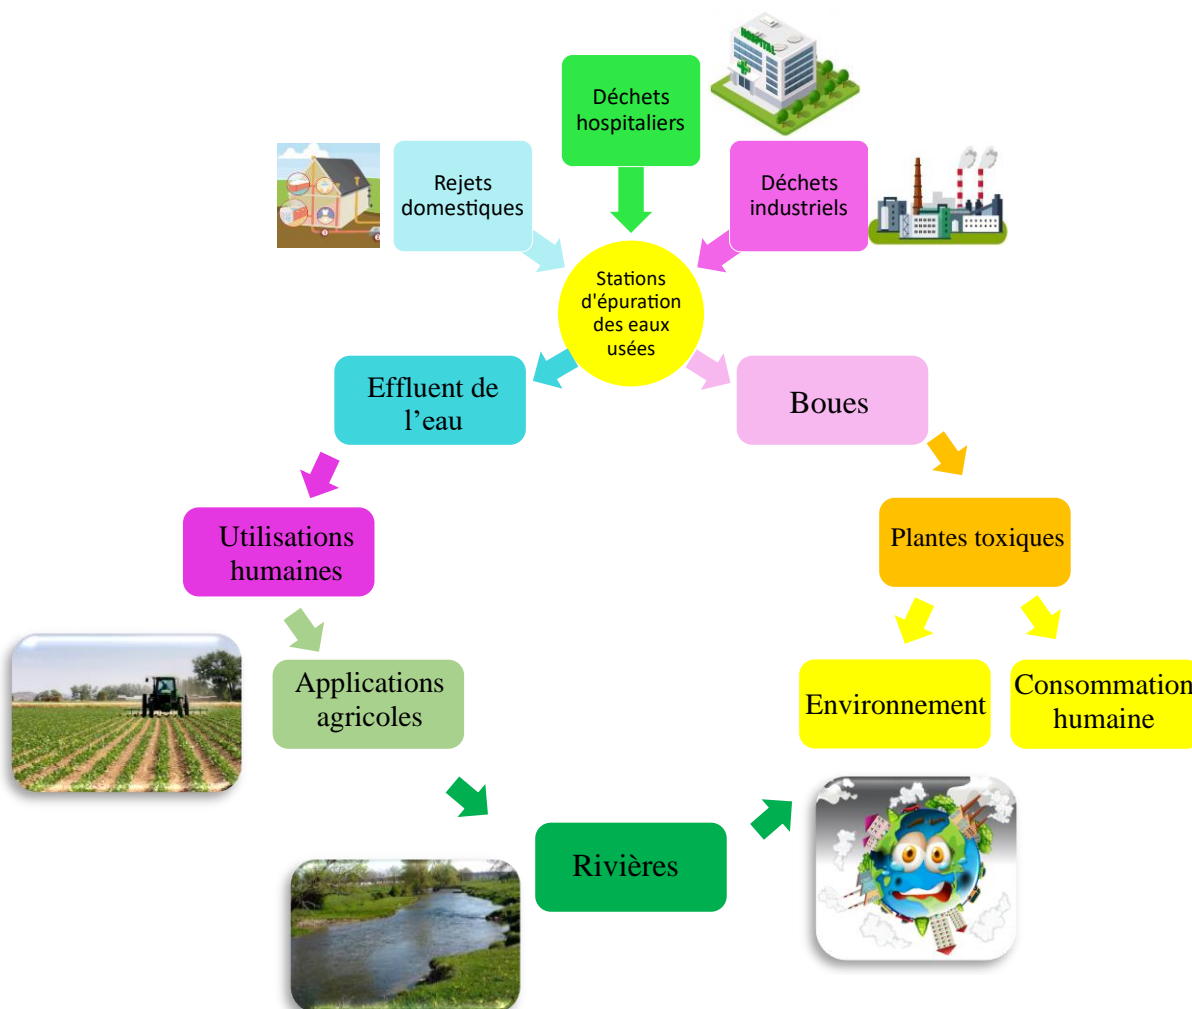 HOSPITAL
Déchets
hospitaliers
Rejets
domestiques
Déchets
industriels
Stations
d'épuration
des eaux
usées
Effluent de
l’eau
Boues
Utilisations
humaines
Plantes toxiques
Applications
agricoles
Environnement
Consommation
humaine
Rivières